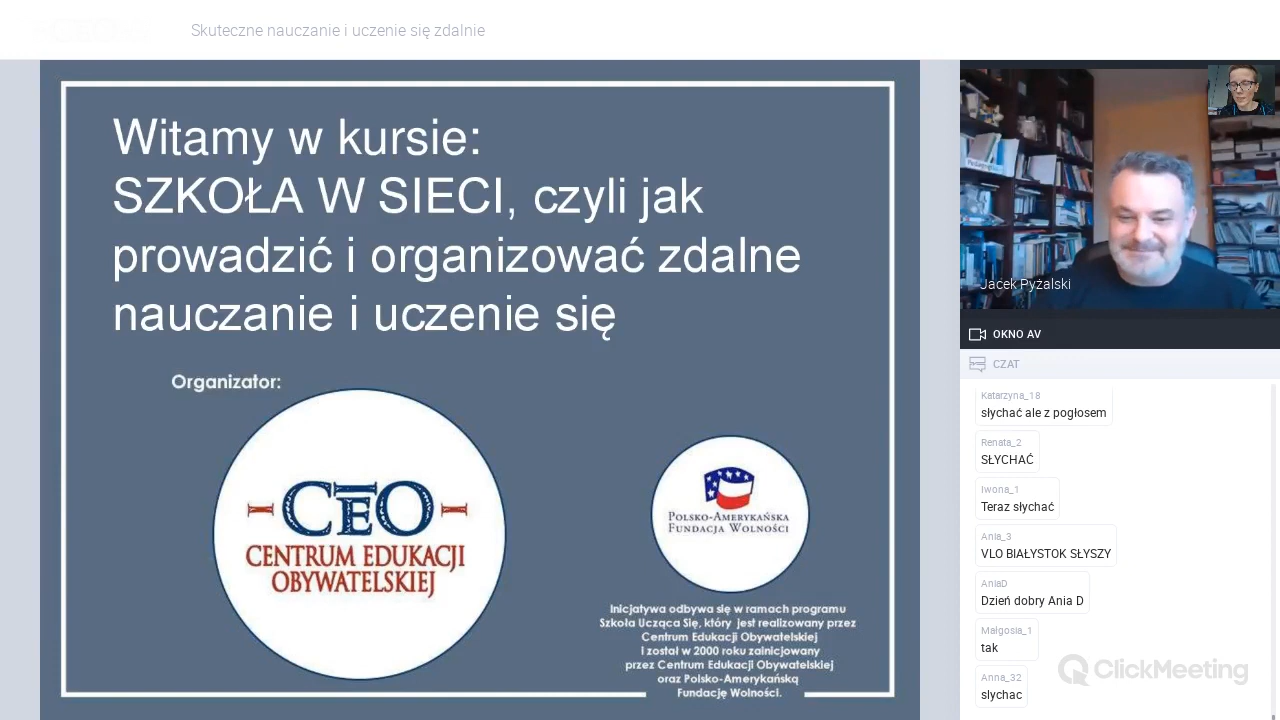 Skuteczne nauczanie i uczenie się zdalnie
Witamy w kursie:
SZKOŁA W SIECI, czyli jak
prowadzić i organizować zdalne
nauczanie i uczenie się
Organizator:
CEO
CENTRUM EDUKACJI
OBYWATELSKIEJ
POLSKO-AMERYKAŃSKA
FUNDACJA WOLNOŚCI
Inicjatywa odbywa się w ramach programu
Szkoła Ucząca Się, który jest realizowany przez
Centrum Edukacji Obywatelskiej
i został w 2000 roku zainicjowany
przez Centrum Edukacji Obywatelskiej
oraz Polsko-Amerykańską
Fundację Wolności.
Jacek Pyżalski
OKNO AV
CZAT
Katarzyna_18
słychać ale z pogłosem
Renata_2
SŁYCHAĆ
Iwona_1
Teraz słychać
Ania_3
VLO BIAŁYSTOK SŁYSZY
AniaD
Dzień dobry Ania D
Małgosia_1
tak
Anna_32
slychac
ClickMeeting